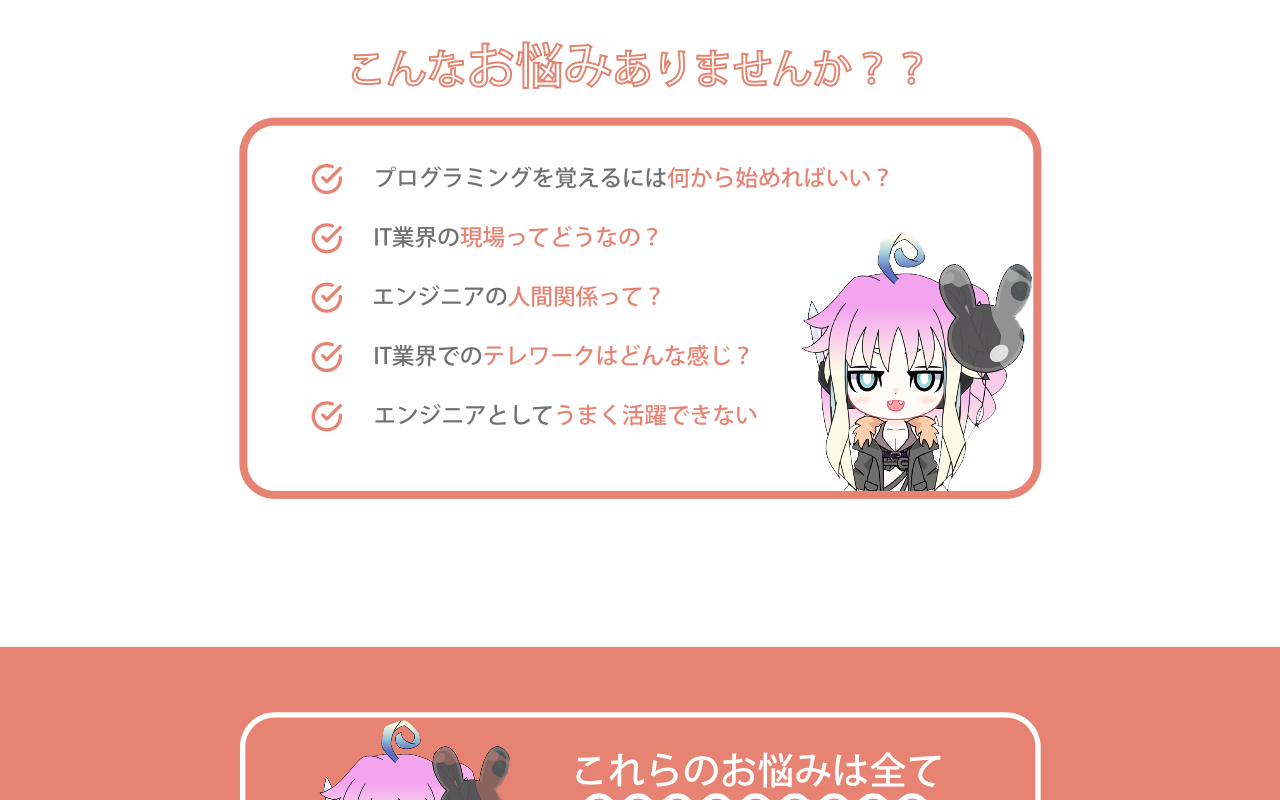 こんなお悩みありませんか？？
プログラミングを覚えるには何から始めればいい？
IT業界の現場ってどうなの？
エンジニアの人間関係って？
IT業界でのテレワークはどんな感じ？
エンジニアとしてうまく活躍できない
これらのお悩みは全て